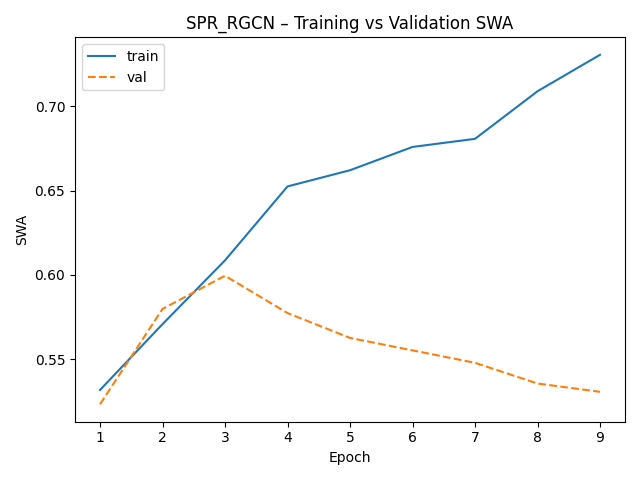 SPR_RGCN – Training vs Validation SWA
train
val
0.70
0.65
0.60
0.55
SWA
1 2 3 4 5 6 7 8 9
Epoch